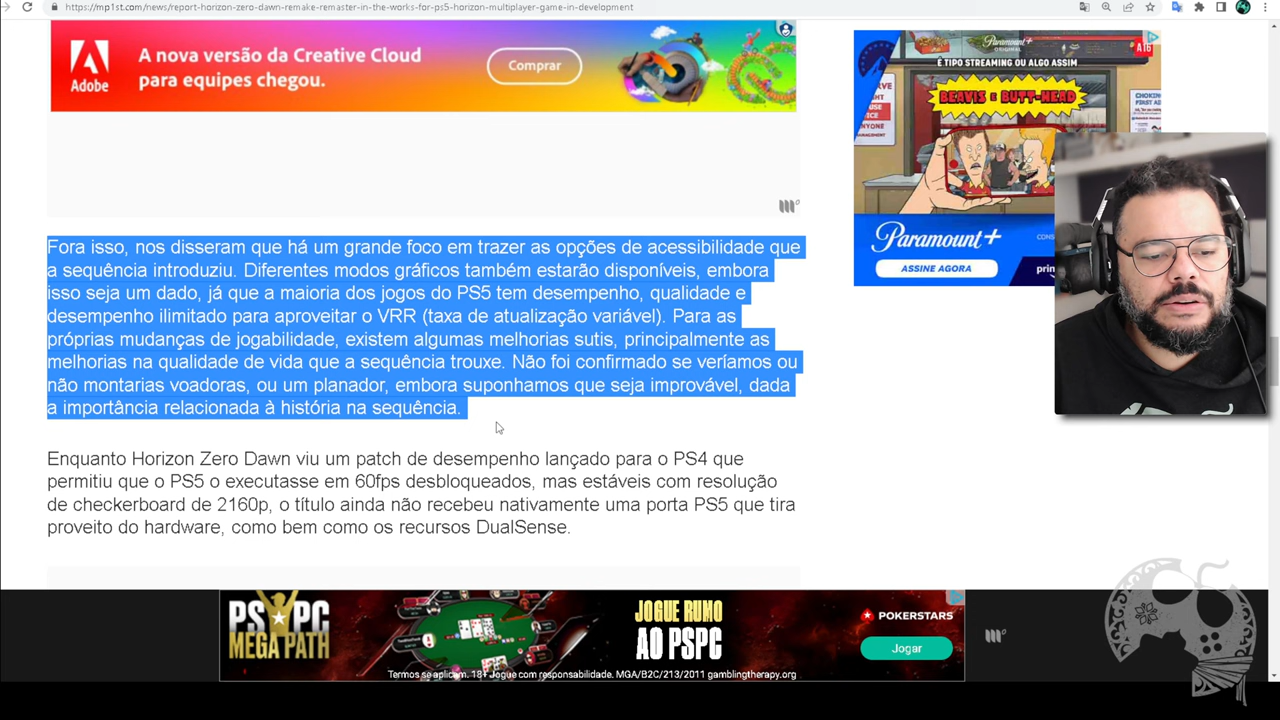 https://mp1st.com/news/report-horizon-zero-dawn-remake-remaster-in-the-works-for-ps5-horizon-multiplayer-game-in-development
Adobe
A nova versão da Creative Cloud
para equipes chegou.
Comprar
Paramount+
ORIGINAL
A16
É TIPO STREAMING OU ALGO ASSIM
BEAVIS E BUTT-HEAD
CHOKING
Paramount+
CONS
ASSINE AGORA
prim
Fora isso, nos disseram que há um grande foco em trazer as opções de acessibilidade que
a sequência introduziu. Diferentes modos gráficos também estarão disponíveis, embora
isso seja um dado, já que a maioria dos jogos do PS5 tem desempenho, qualidade e
desempenho ilimitado para aproveitar o VRR (taxa de atualização variável). Para as
próprias mudanças de jogabilidade, existem algumas melhorias sutis, principalmente as
melhorias na qualidade de vida que a sequência trouxe. Não foi confirmado se veríamos ou
não montarias voadoras, ou um planador, embora suponhamos que seja improvável, dada
a importância relacionada à história na sequência.
Enquanto Horizon Zero Dawn viu um patch de desempenho lançado para o PS4 que
permitiu que o PS5 o executasse em 60fps desbloqueados, mas estáveis com resolução
de checkerboard de 2160p, o título ainda não recebeu nativamente uma porta PS5 que tira
proveito do hardware, como bem como os recursos DualSense.
PSPC
MEGA PATH
JOGUE RUMO
AO PSPC
POKERSTARS
Jogar
Termos se aplicam. 18+ Jogue com responsabilidade. MGA/B2C/213/2011 gamblingtherapy.org